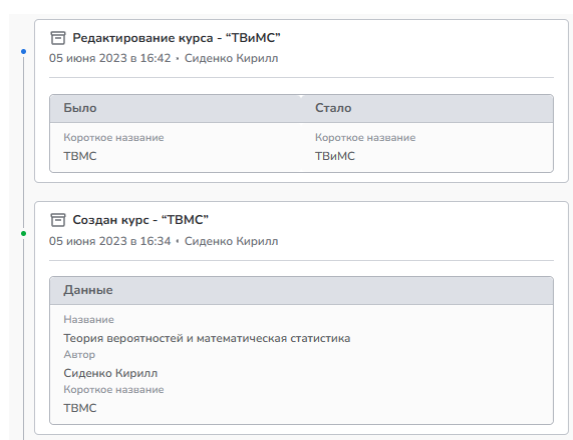 Редактирование курса - “ТВиМС”
05 июня 2023 в 16:42 • Сиденко Кирилл
Было Стало
Короткое название Короткое название
ТВМС ТВиМС
Создан курс - “ТВМС”
05 июня 2023 в 16:34 • Сиденко Кирилл
Данные
Название
Теория вероятностей и математическая статистика
Автор
Сиденко Кирилл
Короткое название
ТВМС